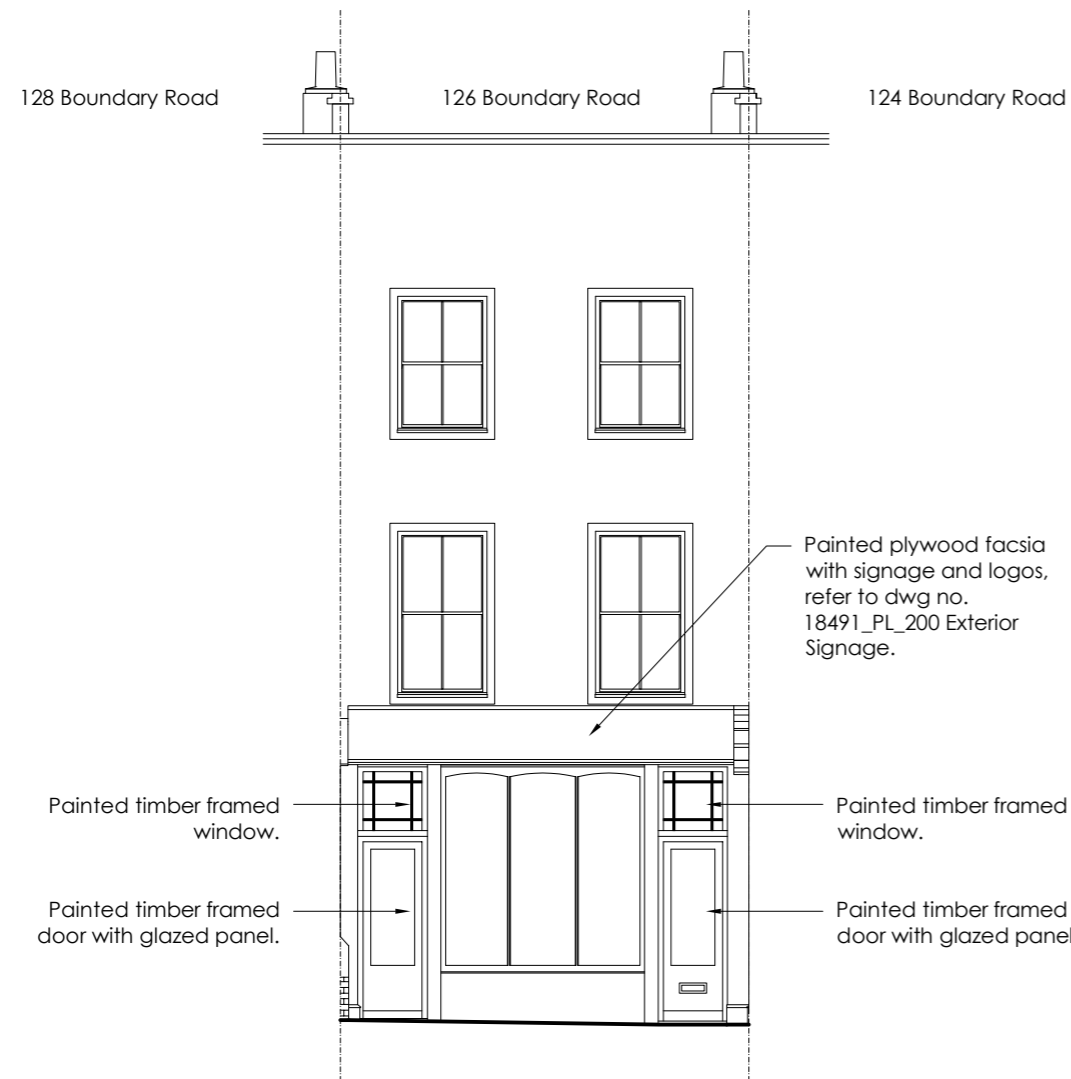 128 Boundary Road
126 Boundary Road
124 Boundary Road
Painted plywood facsia
with signage and logos,
refer to dwg no.
18491_PL_200 Exterior
Signage.
Painted timber framed
window.
Painted timber framed
window.
Painted timber framed
door with glazed panel.
Painted timber framed
door with glazed panel